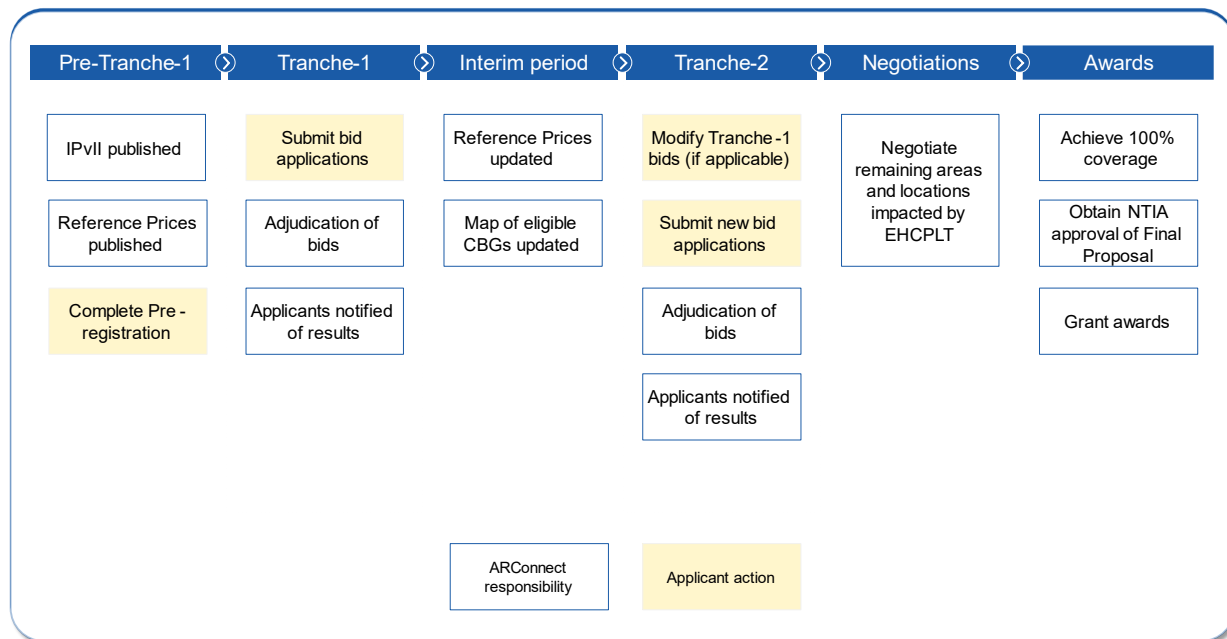 Pre-Tranche-1
Tranche-1
Interim period
Tranche-2
Negotiations
Awards
IPvII published
Reference Prices
published
Complete Pre -
registration
Submit bid
applications
Adjudication of
bids
Applicants notified
of results
Reference Prices
updated
Map of eligible
CBGs updated
Modify Tranche -1
bids (if applicable)
Submit new bid
applications
Adjudication of
bids
Applicants notified
of results
Negotiate
remaining areas
and locations
impacted by
EHCPLT
Achieve 100%
coverage
Obtain NTIA
approval of Final
Proposal
Grant awards
ARConnect
responsibility
Applicant action